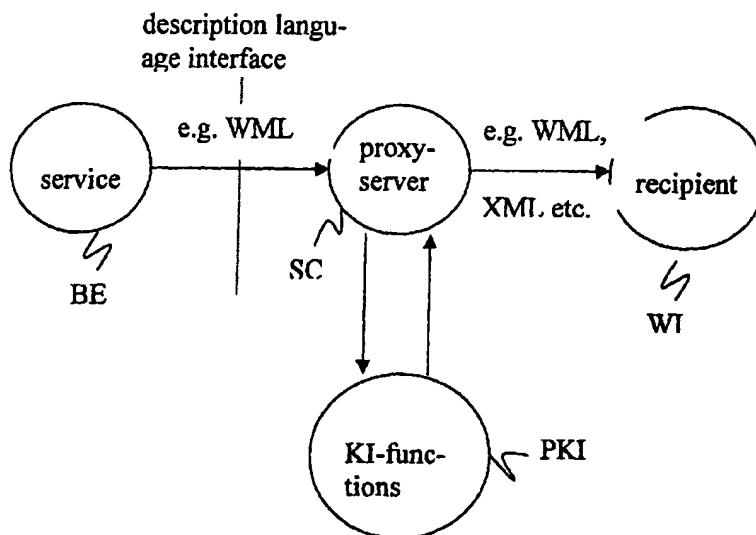 description langu-
age interface
e.g. WML
service
BE
proxy-
server
SC
e.g. WML,
XML etc.
recipient
WI
KI-func-
tions
PKI